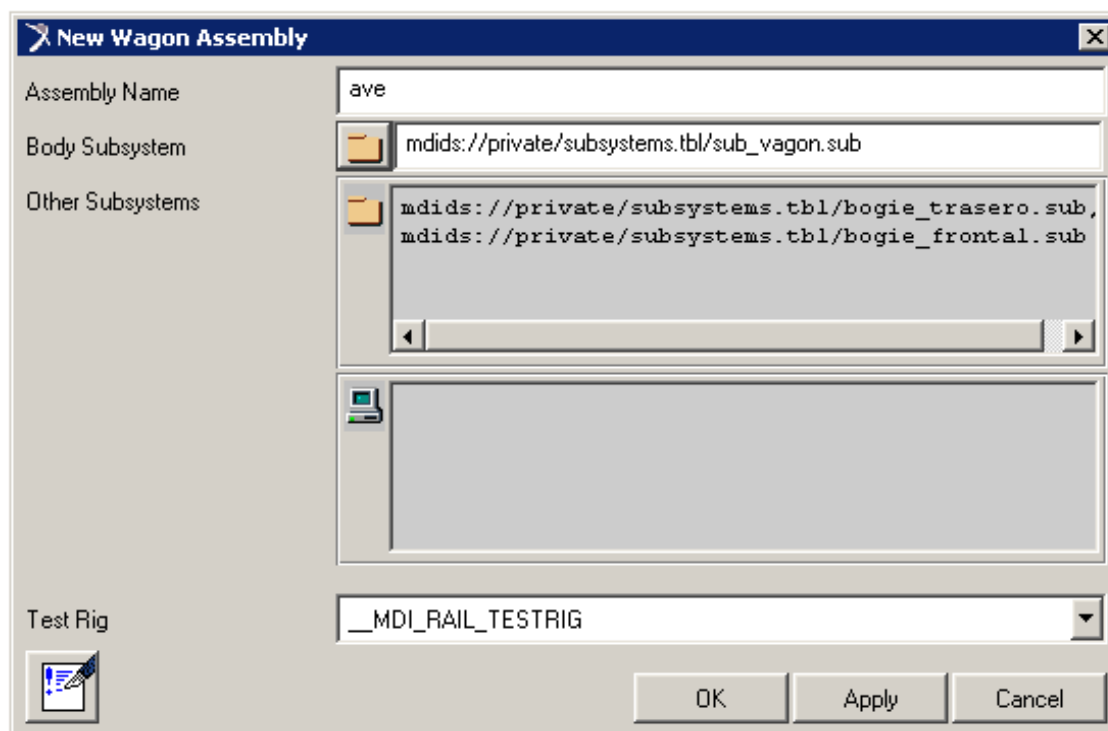 New Wagon Assembly
Assembly Name
ave
Body Subsystem
mdids://private/subsystems.tbl/sub_vagon.sub
Other Subsystems
mdids://private/subsystems.tbl/bogie_trasero.sub,
mdids://private/subsystems.tbl/bogie_frontal.sub
Test Rig
__MDI_RAIL_TESTRIG
OK
Apply
Cancel